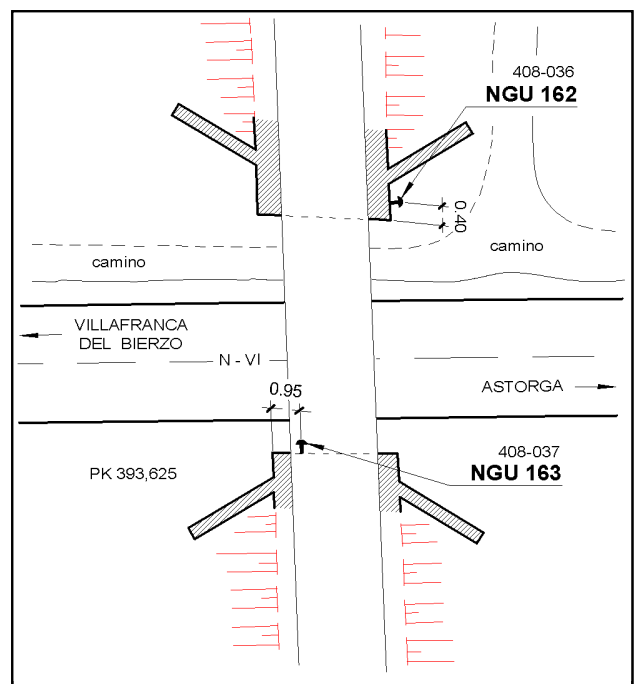 408-036
NGU 162
0.40
camino
camino
VILLAFRANCA
DEL BIERZO
N - VI
0.95
ASTORGA
408-037
NGU 163
PK 393,625